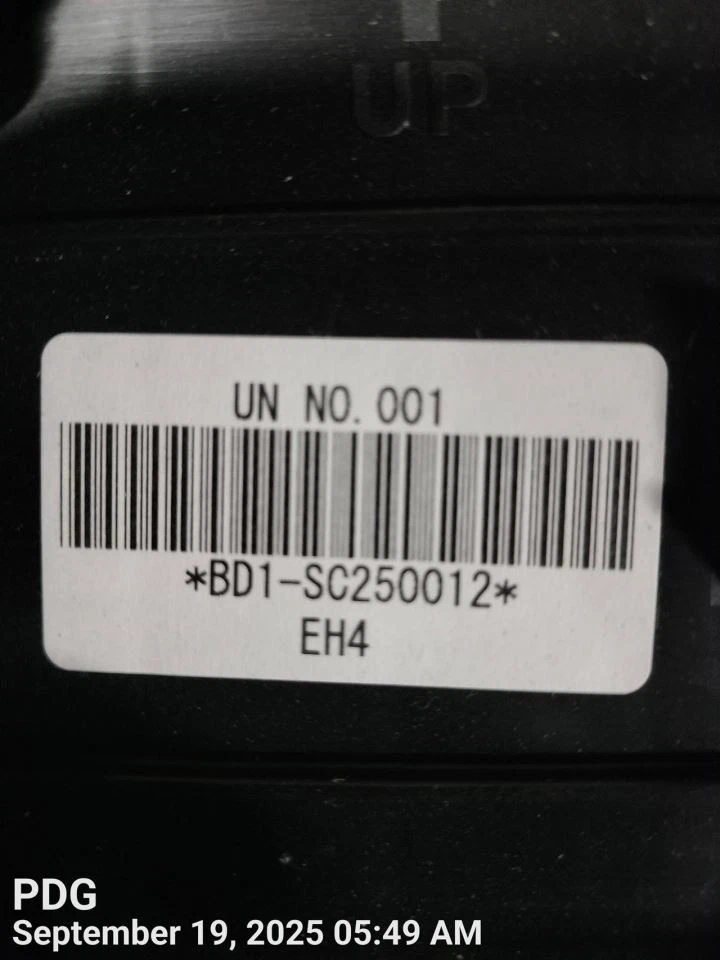 UP
UN NO. 001
*BD1-SC250012*
EH4
PDG
September 19, 2025 05:49 AM